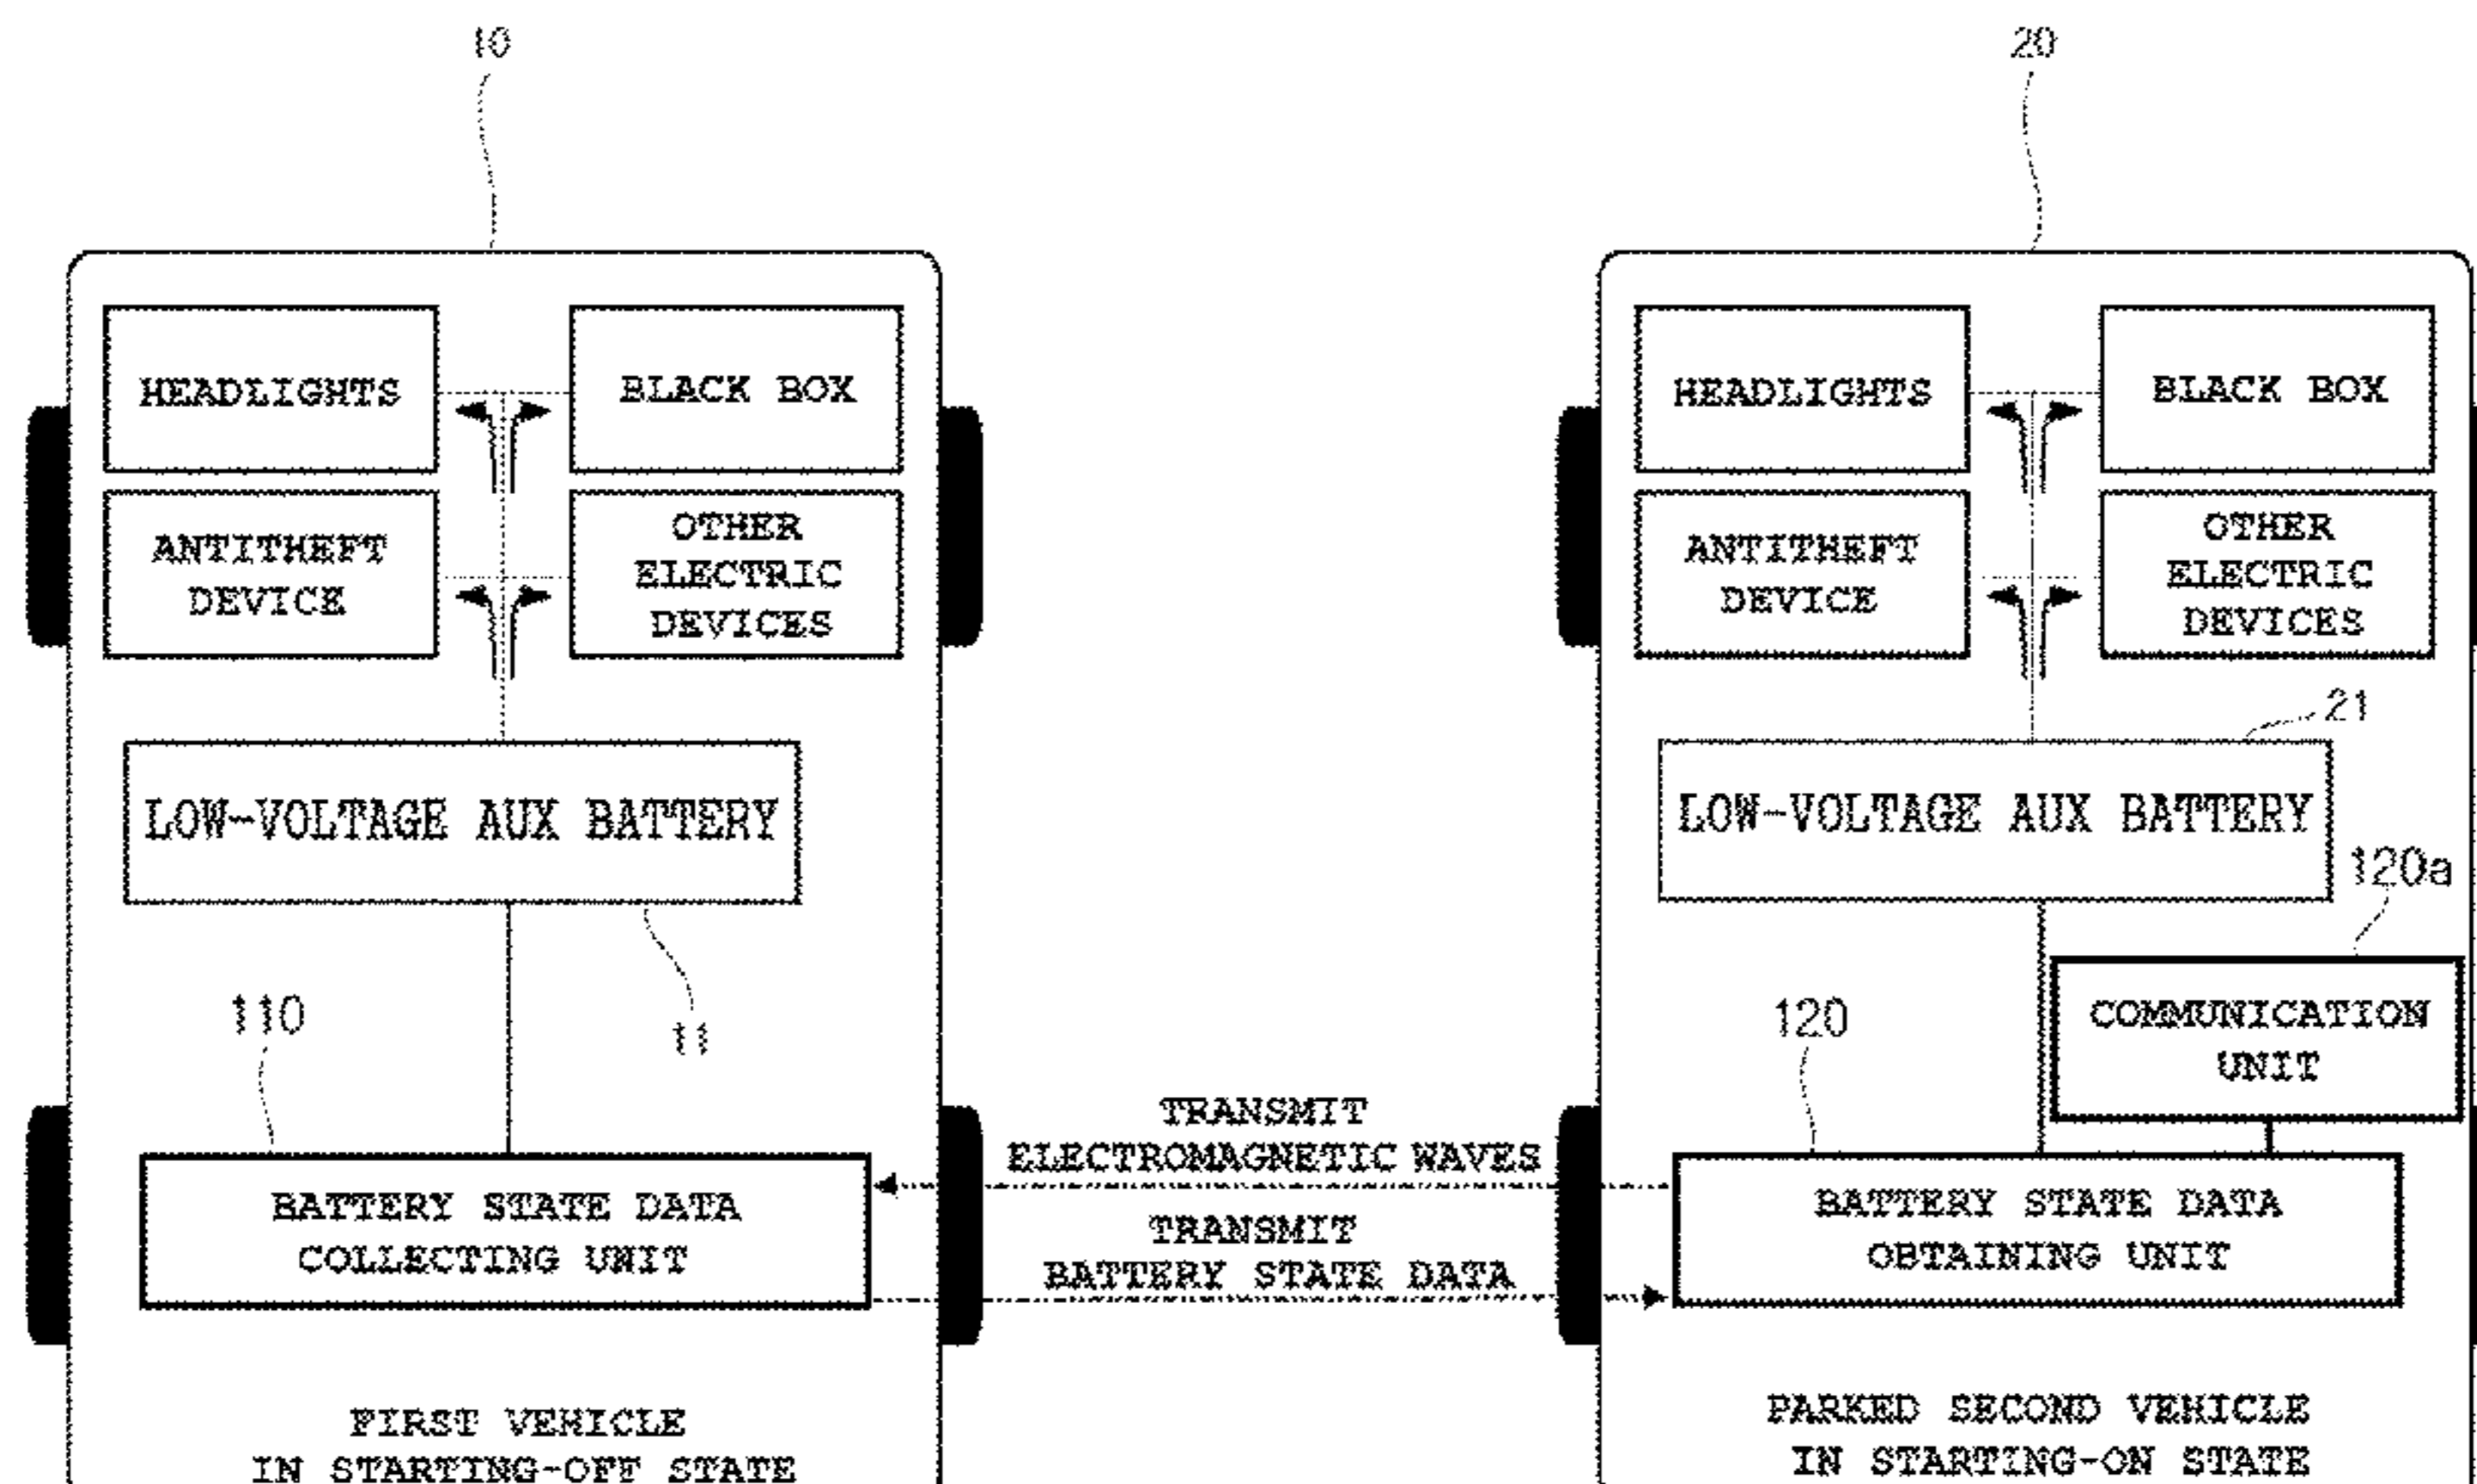 10
20
HEADLIGHTS
BLACK BOX
ANTITHEFT
DEVICE
OTHER
ELECTRIC
DEVICES
LOW-VOLTAGE AUX BATTERY
11
110
BATTERY STATE DATA
COLLECTING UNIT
FIRST VEHICLE
IN STARTING-OFF STATE
TRANSMIT
ELECTROMAGNETIC WAVES
TRANSMIT
BATTERY STATE DATA
HEADLIGHTS
BLACK BOX
ANTITHEFT
DEVICE
OTHER
ELECTRIC
DEVICES
21
LOW-VOLTAGE AUX BATTERY
120a
COMMUNICATION
UNIT
120
BATTERY STATE DATA
OBTAINING UNIT
PARKED SECOND VEHICLE
IN STARTING-ON STATE